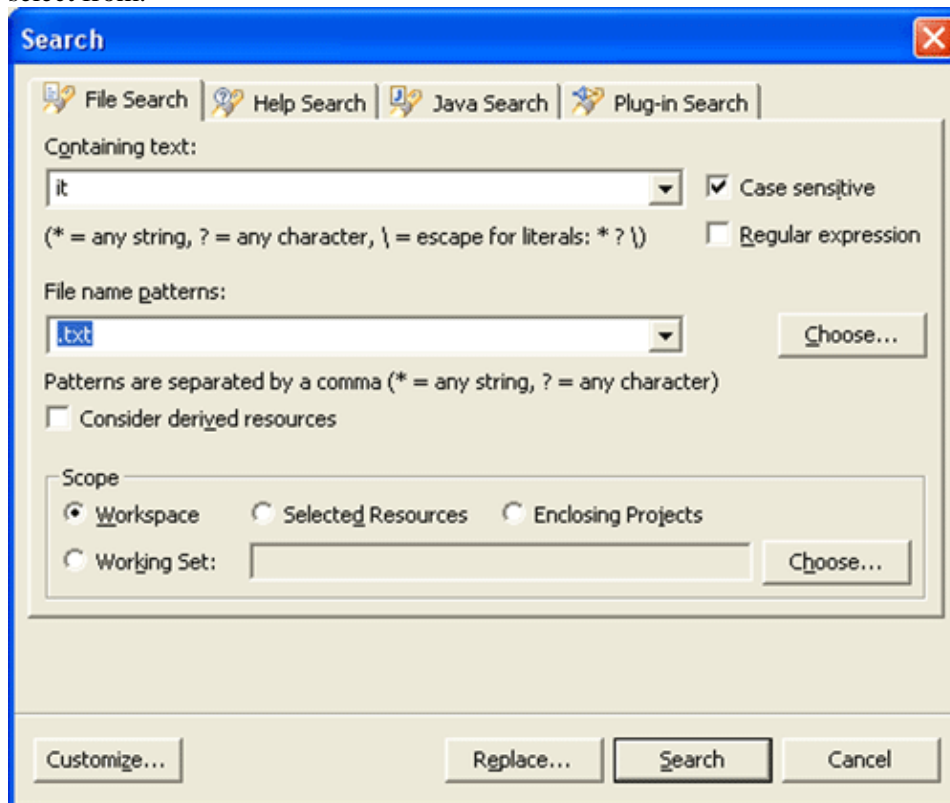 select from.
Search
File Search Help Search Java Search Plug-in Search
Containing text:
it Case sensitive
(* = any string, ? = any character, \ = escape for literals: * ? \) Regular expression
File name patterns:
.txt Choose...
Patterns are separated by a comma (* = any string, ? = any character)
Consider derived resources
Scope
Workspace Selected Resources Enclosing Projects
Working Set: Choose...
Customize... Replace... Search Cancel